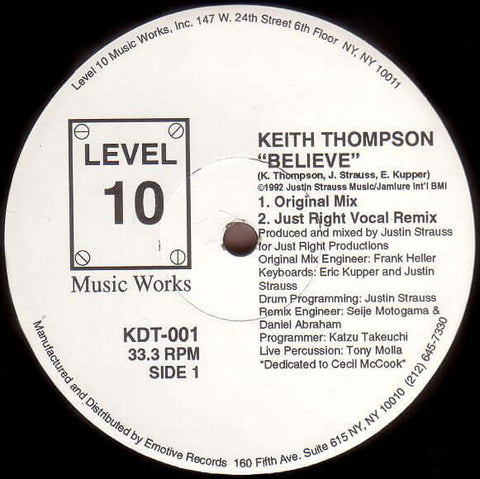 Level 10 Music Works, Inc. 147 W. 24th Street 6th Floor NY, NY 10011
LEVEL
10
Music Works
KDT-001
33.3 RPM
SIDE 1
KEITH THOMPSON
“BELIEVE”
(K. Thompson, J. Strauss, E. Kupper)
©1992 Justin Strauss Music/Jamlure Int'l BMI
1. Original Mix
2. Just Right Vocal Remix
Produced and mixed by Justin Strauss
for Just Right Productions
Original Mix Engineer: Frank Heller
Keyboards: Eric Kupper and Justin
Strauss
Drum Programming: Justin Strauss
Remix Engineer: Seije Motogama &
Daniel Abraham
Programmer: Katzu Takeuchi
Live Percussion: Tony Molla
"Dedicated to Cecil McCook"
Manufactured and Distributed by Emotive Records 160 Fifth Ave. Suite 615 NY, NY 10010 (212) 645-7330